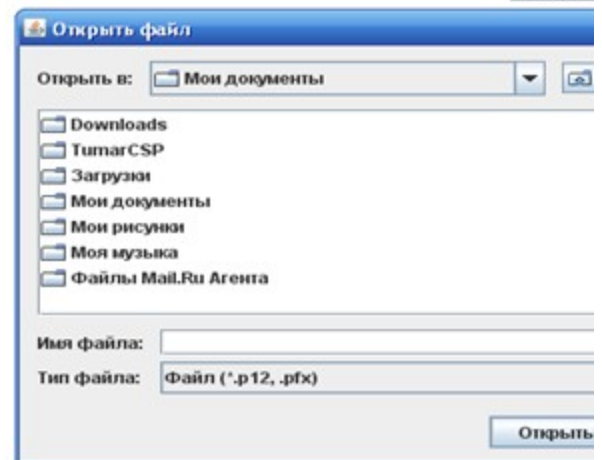 Открыть файл
Открыть в: Мои документы
Downloads
TumarCSP
Загрузки
Мои документы
Мои рисунки
Моя музыка
Файлы Mail.Ru Агента
Имя файла:
Тип файла: Файл (*.p12, .pfx)
Открыть